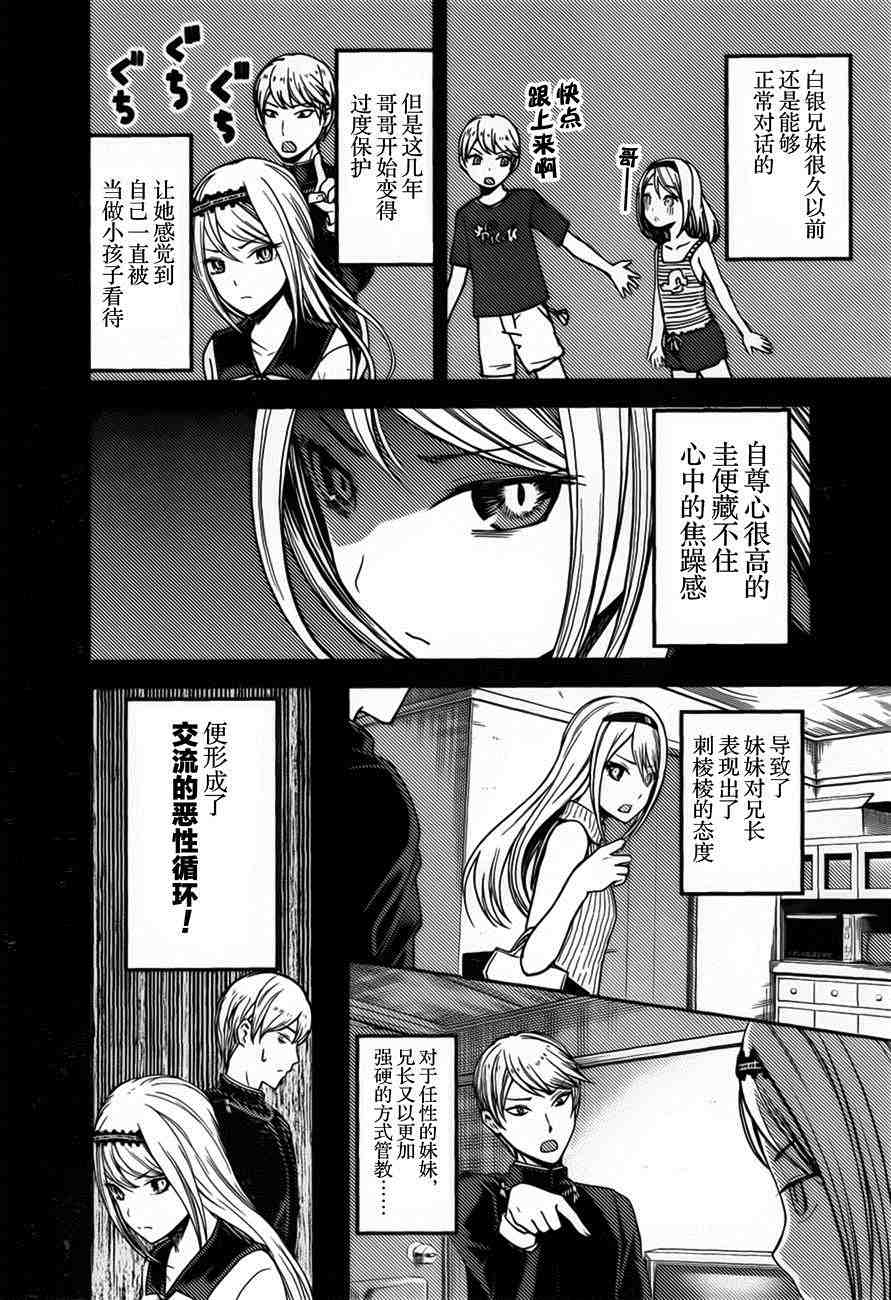 白银兄妹很久以前
还是能够
正常对话的
快点
跟上来啊
哥——
但是这几年
哥哥开始变得
过度保护
ぐち
ぐち
ぐち
让她感觉到
自己一直被
当做小孩子看待
自尊心很高的
圭便藏不住
心中的焦躁感
导致了
妹妹对兄长
表现出了
刺棱棱的态度
对于任性的妹妹,
兄长又以更加
强硬的方式管教……
便形成了
交流的恶性循环!